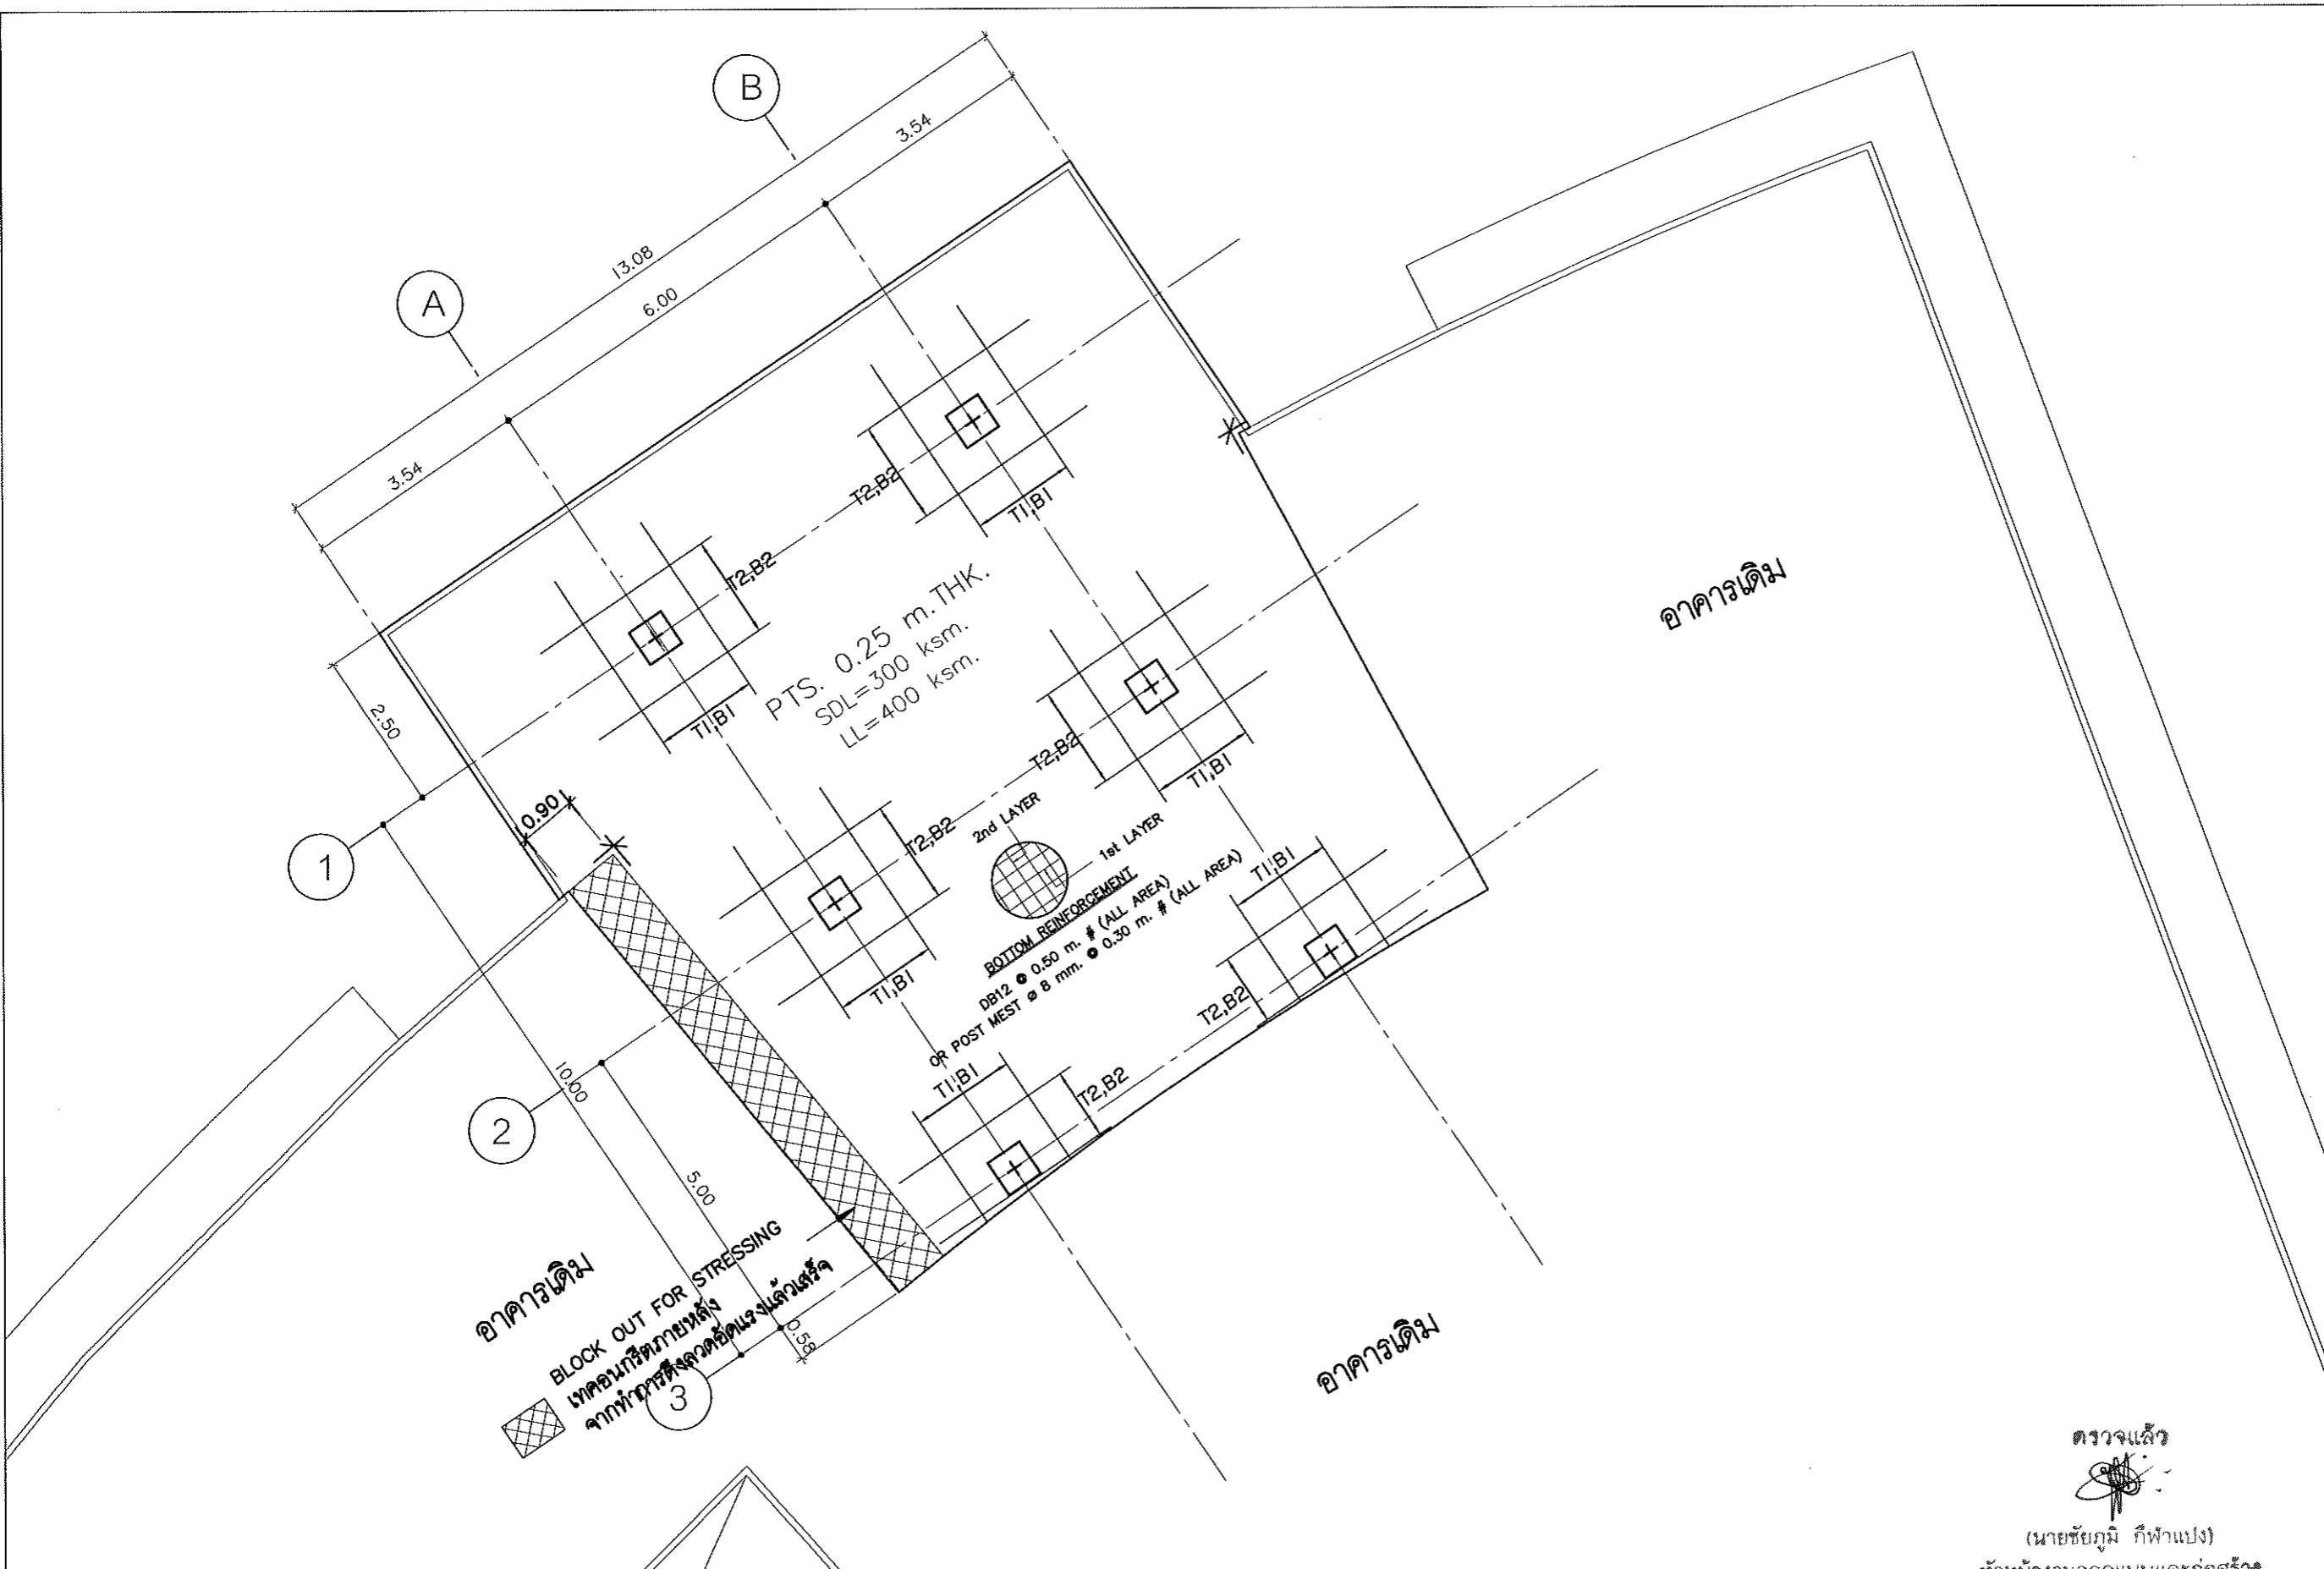 B
A
3.54
13.08
6.00
3.54
T2,B2
T1,B1
T2,B2
T1,B1
PTS. 0.25 m.THK.
SDL=300 ksm.
LL=400 ksm.
อาคารเดิม
2.50
0.90
1
T2,B2
T1,B1
T2,B2
T1,B1
2nd LAYER
1st LAYER
BOTTOM REINFORCEMENT
DB12 @ 0.50 m. # (ALL AREA)
OR POST MEST ø 8 mm. @ 0.30 m. # (ALL AREA)
T1,B1
T2,B2
T1,B1
T2,B2
10.00
2
5.00
0.58
3
อาคารเดิม
BLOCK OUT FOR STRESSING
เทคอนกรีตภายหลัง
จากทำการดึงลวดอัดแรงแล้วเสร็จ
อาคารเดิม
ตรวจแล้ว
(นายชัยภูมิ กีฬาแปง)